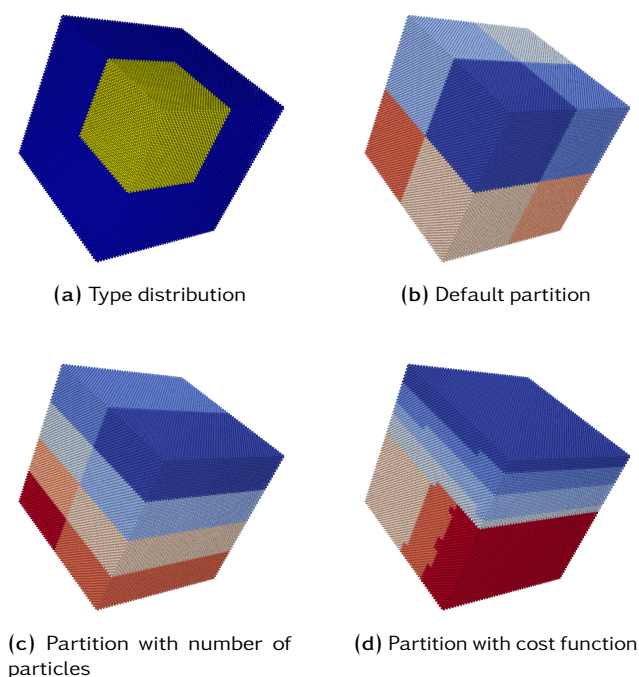 (a) Type distribution
(b) Default partition
(c) Partition with number of
particles
(d) Partition with cost function